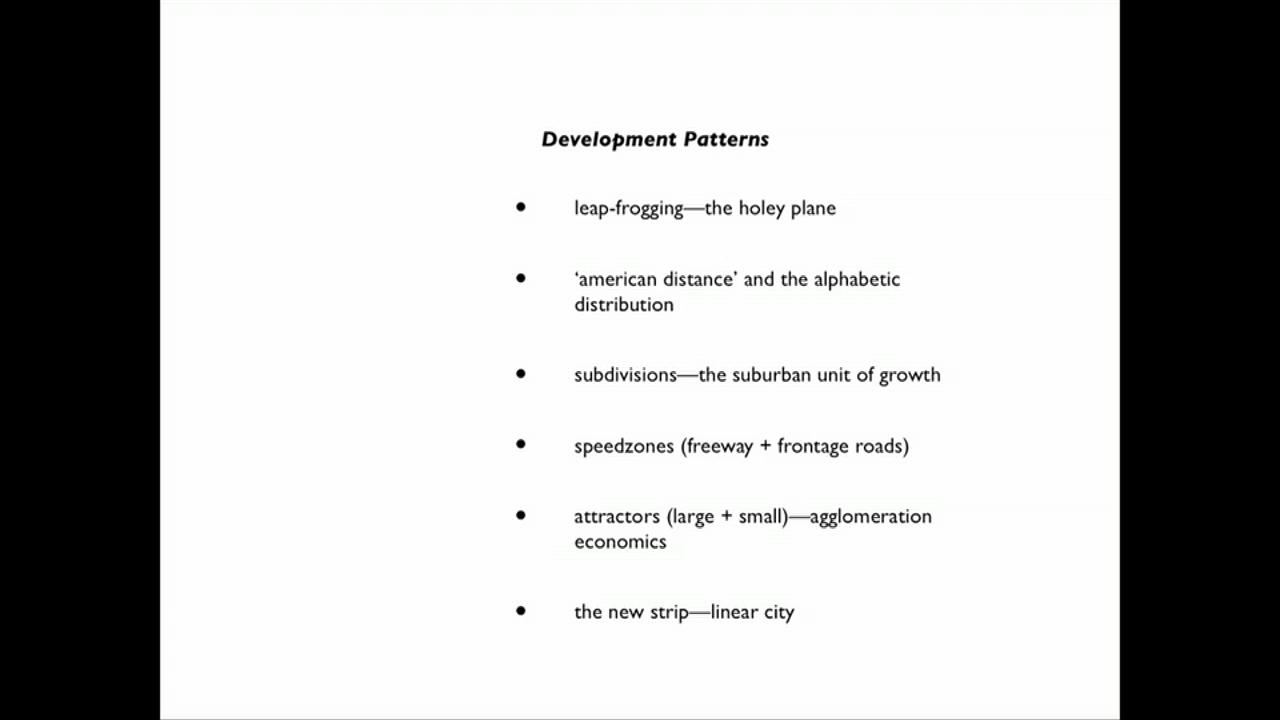 Development Patterns
• leap-frogging—the holey plane
• ‘american distance’ and the alphabetic
distribution
• subdivisions—the suburban unit of growth
• speedzones (freeway + frontage roads)
• attractors (large + small)—agglomeration
economics
• the new strip—linear city